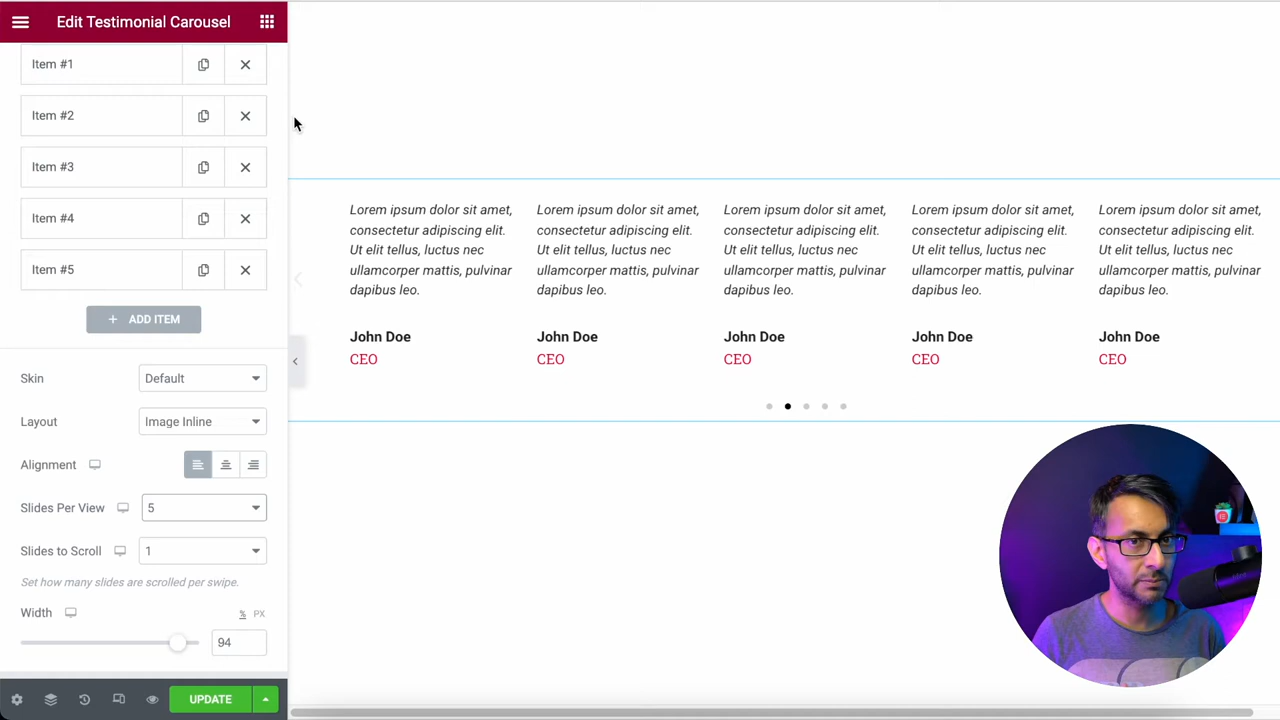 Edit Testimonial Carousel
Item #1
Item #2
Item #3
Item #4
Item #5
+ ADD ITEM
Skin
Default
Layout
Image Inline
Alignment
Slides Per View
5
Slides to Scroll
1
Set how many slides are scrolled per swipe.
Width
% PX
94
UPDATE
Lorem ipsum dolor sit amet,
consectetur adipiscing elit.
Ut elit tellus, luctus nec
ullamcorper mattis, pulvinar
dapibus leo.
John Doe
CEO
Lorem ipsum dolor sit amet,
consectetur adipiscing elit.
Ut elit tellus, luctus nec
ullamcorper mattis, pulvinar
dapibus leo.
John Doe
CEO
Lorem ipsum dolor sit amet,
consectetur adipiscing elit.
Ut elit tellus, luctus nec
ullamcorper mattis, pulvinar
dapibus leo.
John Doe
CEO
Lorem ipsum dolor sit amet,
consectetur adipiscing elit.
Ut elit tellus, luctus nec
ullamcorper mattis, pulvinar
dapibus leo.
John Doe
CEO
Lorem ipsum dolor sit amet,
consectetur adipiscing elit.
Ut elit tellus, luctus nec
ullamcorper mattis, pulvinar
dapibus leo.
John Doe
CEO